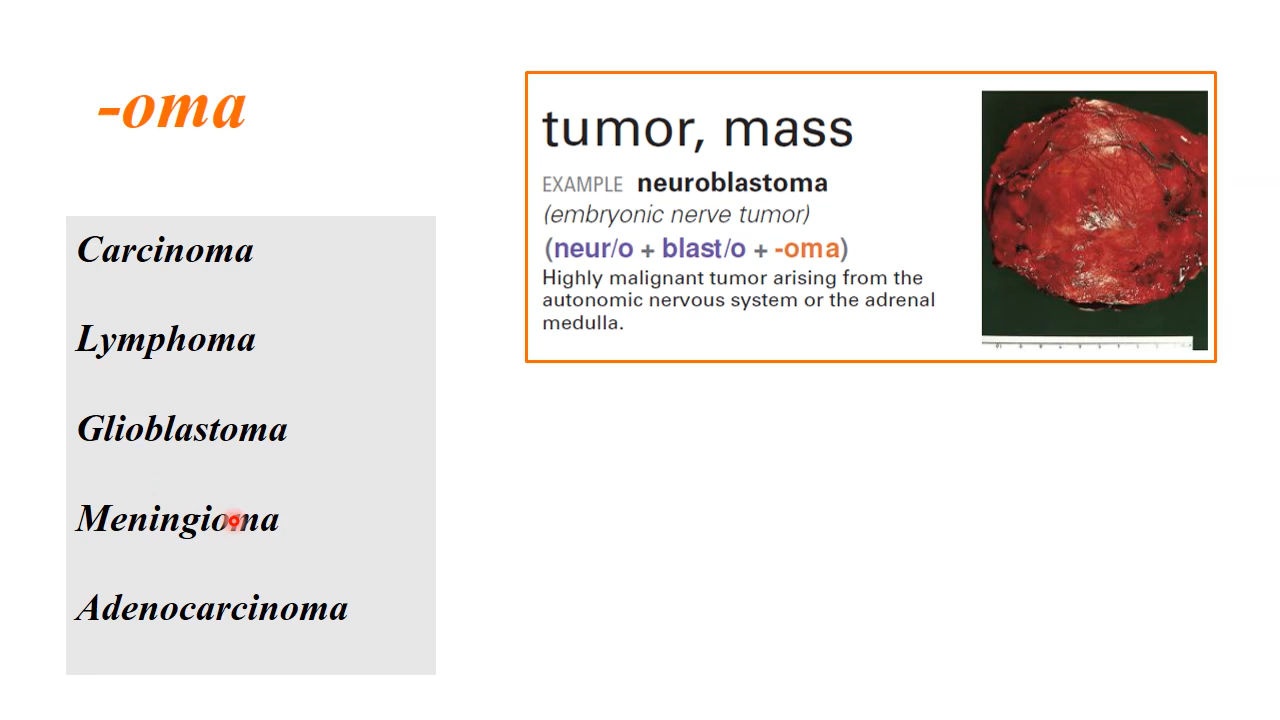 -oma
Carcinoma
Lymphoma
Glioblastoma
Meningioma
Adenocarcinoma
tumor, mass
EXAMPLE neuroblastoma
(embryonic nerve tumor)
(neur/o + blast/o + -oma)
Highly malignant tumor arising from the
autonomic nervous system or the adrenal
medulla.